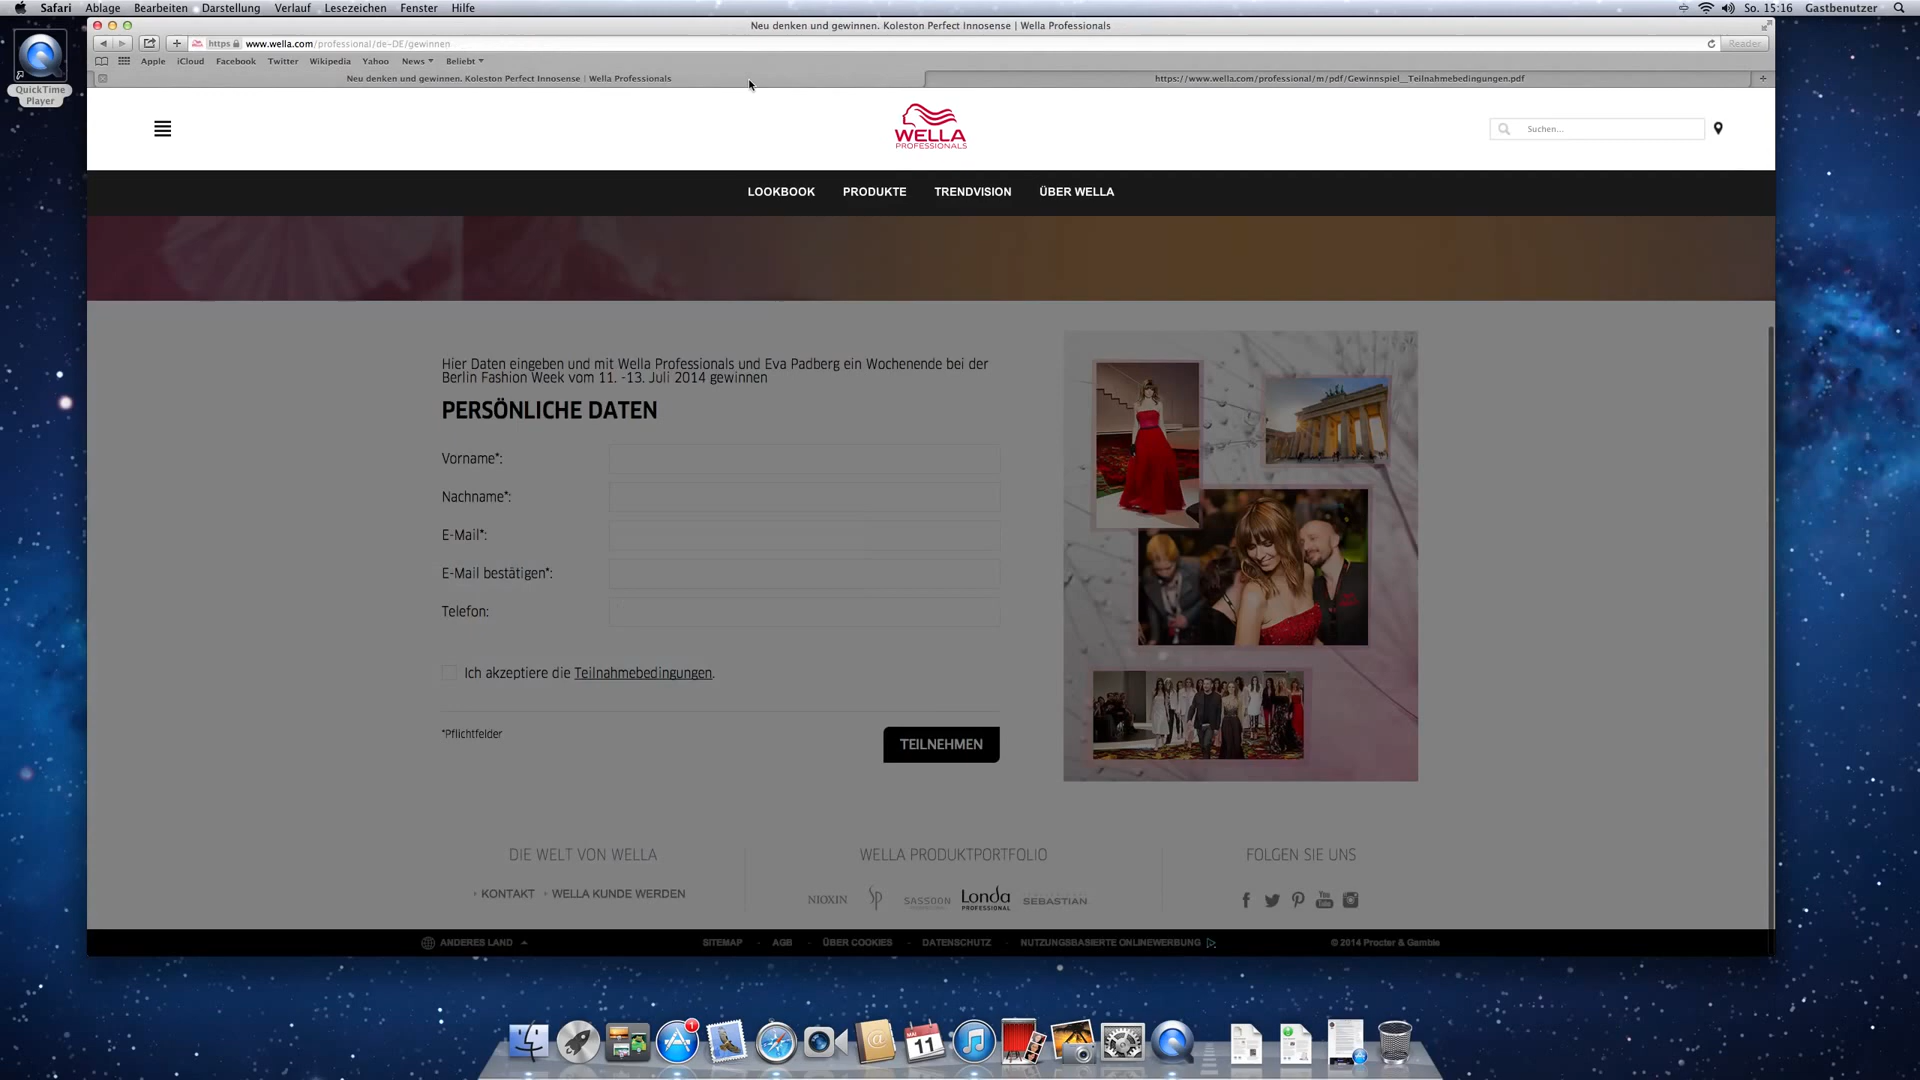 Safari Ablage Bearbeiten Darstellung Verlauf Lesezeichen Fenster Hilfe So. 15:16 Gastbenutzer
QuickTime
Player
Neu denken und gewinnen. Koleston Perfect Innosense | Wella Professionals
https www.wella.com/professional/de-DE/gewinnen Reader
Apple iCloud Facebook Twitter Wikipedia Yahoo News Beliebt
Neu denken und gewinnen. Koleston Perfect Innosense | Wella Professionals https://www.wella.com/professional/m/pdf/Gewinnspiel_Teilnahmebedingungen.pdf
WELLA
PROFESSIONALS
Suchen...
LOOKBOOK PRODUKTE TRENDVISION ÜBER WELLA
Hier Daten eingeben und mit Wella Professionals und Eva Padberg ein Wochenende bei der
Berlin Fashion Week vom 11. -13. Juli 2014 gewinnen
PERSÖNLICHE DATEN
Vorname*:
Nachname*:
E-Mail*:
E-Mail bestätigen*:
Telefon:
Ich akzeptiere die Teilnahmebedingungen.
*Pflichtfelder
TEILNEHMEN
DIE WELT VON WELLA WELLA PRODUKTPORTFOLIO FOLGEN SIE UNS
KONTAKT WELLA KUNDE WERDEN
NIOXIN SP SASSOON Londa PROFESSIONAL SEBASTIAN
ANDERES LAND SITEMAP - AGB - ÜBER COOKIES - DATENSCHUTZ - NUTZUNGSBASIERTE ONLINEWERBUNG © 2014 Procter & Gamble
1
MAI
11